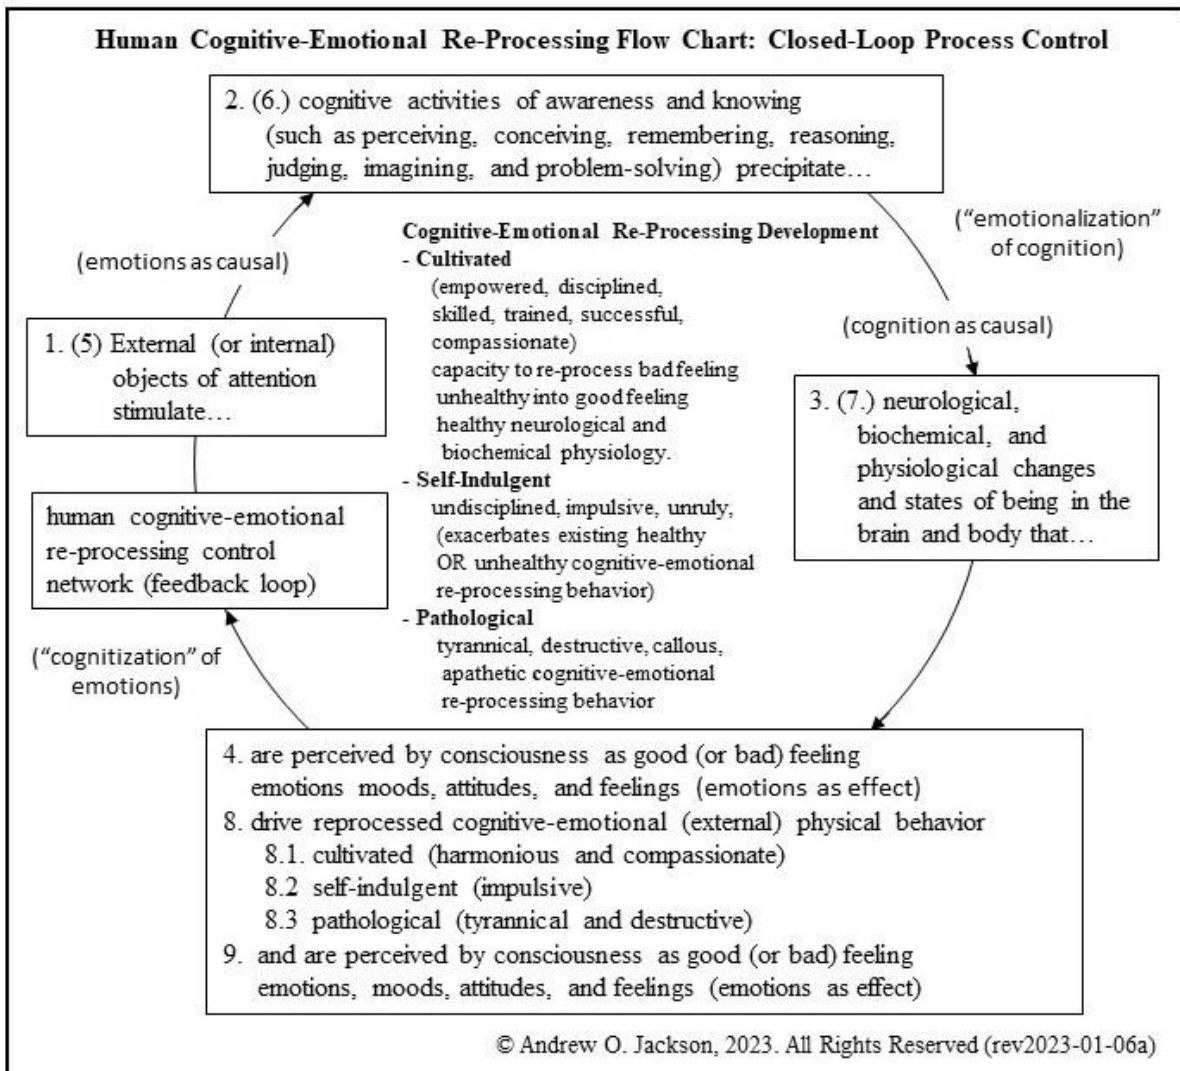 Human Cognitive-Emotional Re-Processing Flow Chart: Closed-Loop Process Control
2. (6.) cognitive activities of awareness and knowing
(such as perceiving, conceiving, remembering, reasoning,
judging, imagining, and problem-solving) precipitate…
(“emotionalization”
of cognition)
(emotions as causal)
(cognition as causal)
1. (5) External (or internal)
objects of attention
stimulate…
human cognitive-emotional
re-processing control
network (feedback loop)
(“cognitization” of
emotions)
Cognitive-Emotional Re-Processing Development
- Cultivated
(empowered, disciplined,
skilled, trained, successful,
compassionate)
capacity to re-process bad feeling
unhealthy into good feeling
healthy neurological and
biochemical physiology.
- Self-Indulgent
undisciplined, impulsive, unruly,
(exacerbates existing healthy
OR unhealthy cognitive-emotional
re-processing behavior)
- Pathological
tyrannical, destructive, callous,
apathetic cognitive-emotional
re-processing behavior
3. (7.) neurological,
biochemical, and
physiological changes
and states of being in the
brain and body that…
4. are perceived by consciousness as good (or bad) feeling
emotions moods, attitudes, and feelings (emotions as effect)
8. drive reprocessed cognitive-emotional (external) physical behavior
8.1. cultivated (harmonious and compassionate)
8.2 self-indulgent (impulsive)
8.3 pathological (tyrannical and destructive)
9. and are perceived by consciousness as good (or bad) feeling
emotions, moods, attitudes, and feelings (emotions as effect)
© Andrew O. Jackson, 2023. All Rights Reserved (rev2023-01-06a)